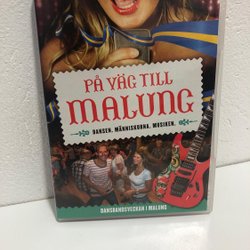 PÅ VÄG TILL
MALUNG
DANSEN. MÄNNISKORNA. MUSIKEN.
DANSBANDSVECKAN I MALUNG